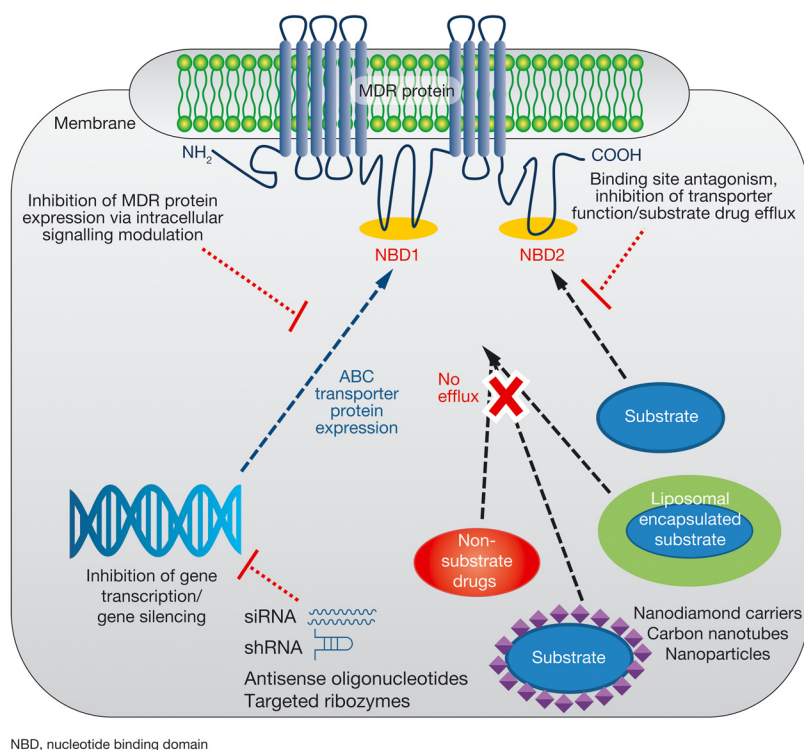 MDR protein
Membrane
NH2
COOH
Inhibition of MDR protein
expression via intracellular
signalling modulation
Binding site antagonism,
inhibition of transporter
function/substrate drug efflux
NBD1
NBD2
ABC
transporter
protein
expression
No
efflux
Substrate
Liposomal
encapsulated
substrate
Non-
substrate
drugs
Inhibition of gene
transcription/
gene silencing
siRNA
shRNA
Antisense oligonucleotides
Targeted ribozymes
Substrate
Nanodiamond carriers
Carbon nanotubes
Nanoparticles
NBD, nucleotide binding domain